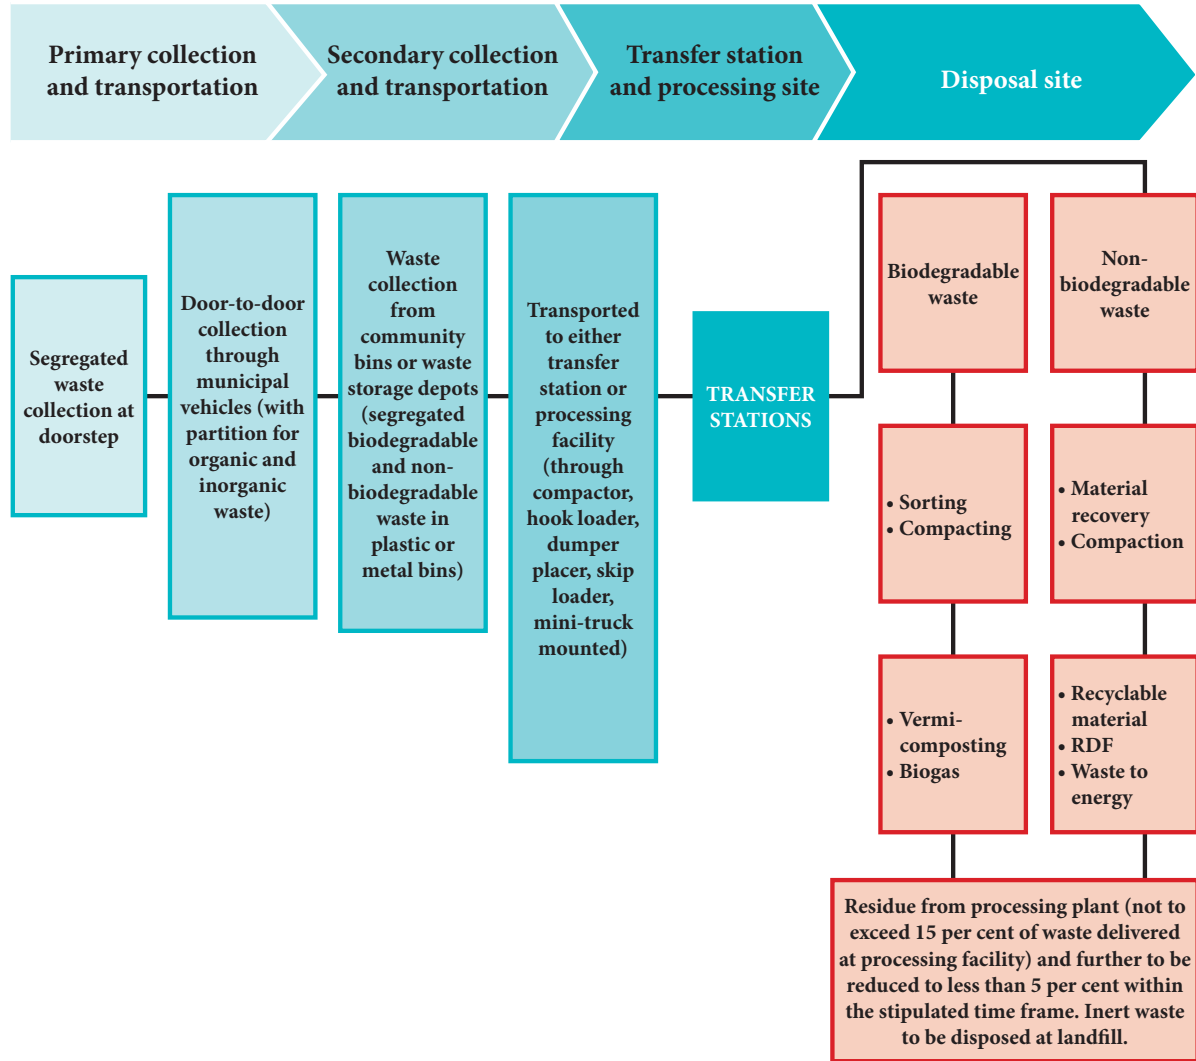 Primary collection
and transportation
Secondary collection
and transportation
Transfer station
and processing site
Disposal site
Segregated
waste
collection at
doorstep
Door-to-door
collection
through
municipal
vehicles (with
partition for
organic and
inorganic
waste)
Waste
collection
from
community
bins or waste
storage depots
(segregated
biodegradable
and non-
biodegradable
waste in
plastic or
metal bins)
Transported
to either
transfer
station or
processing
facility
(through
compactor,
hook loader,
dumper
placer, skip
loader,
mini-truck
mounted)
TRANSFER
STATIONS
Biodegradable
waste
• Sorting
• Compacting
• Vermi-
composting
• Biogas
Non-
biodegradable
waste
• Material
recovery
• Compaction
• Recyclable
material
• RDF
• Waste to
energy
Residue from processing plant (not to
exceed 15 per cent of waste delivered
at processing facility) and further to be
reduced to less than 5 per cent within
the stipulated time frame. Inert waste
to be disposed at landfill.